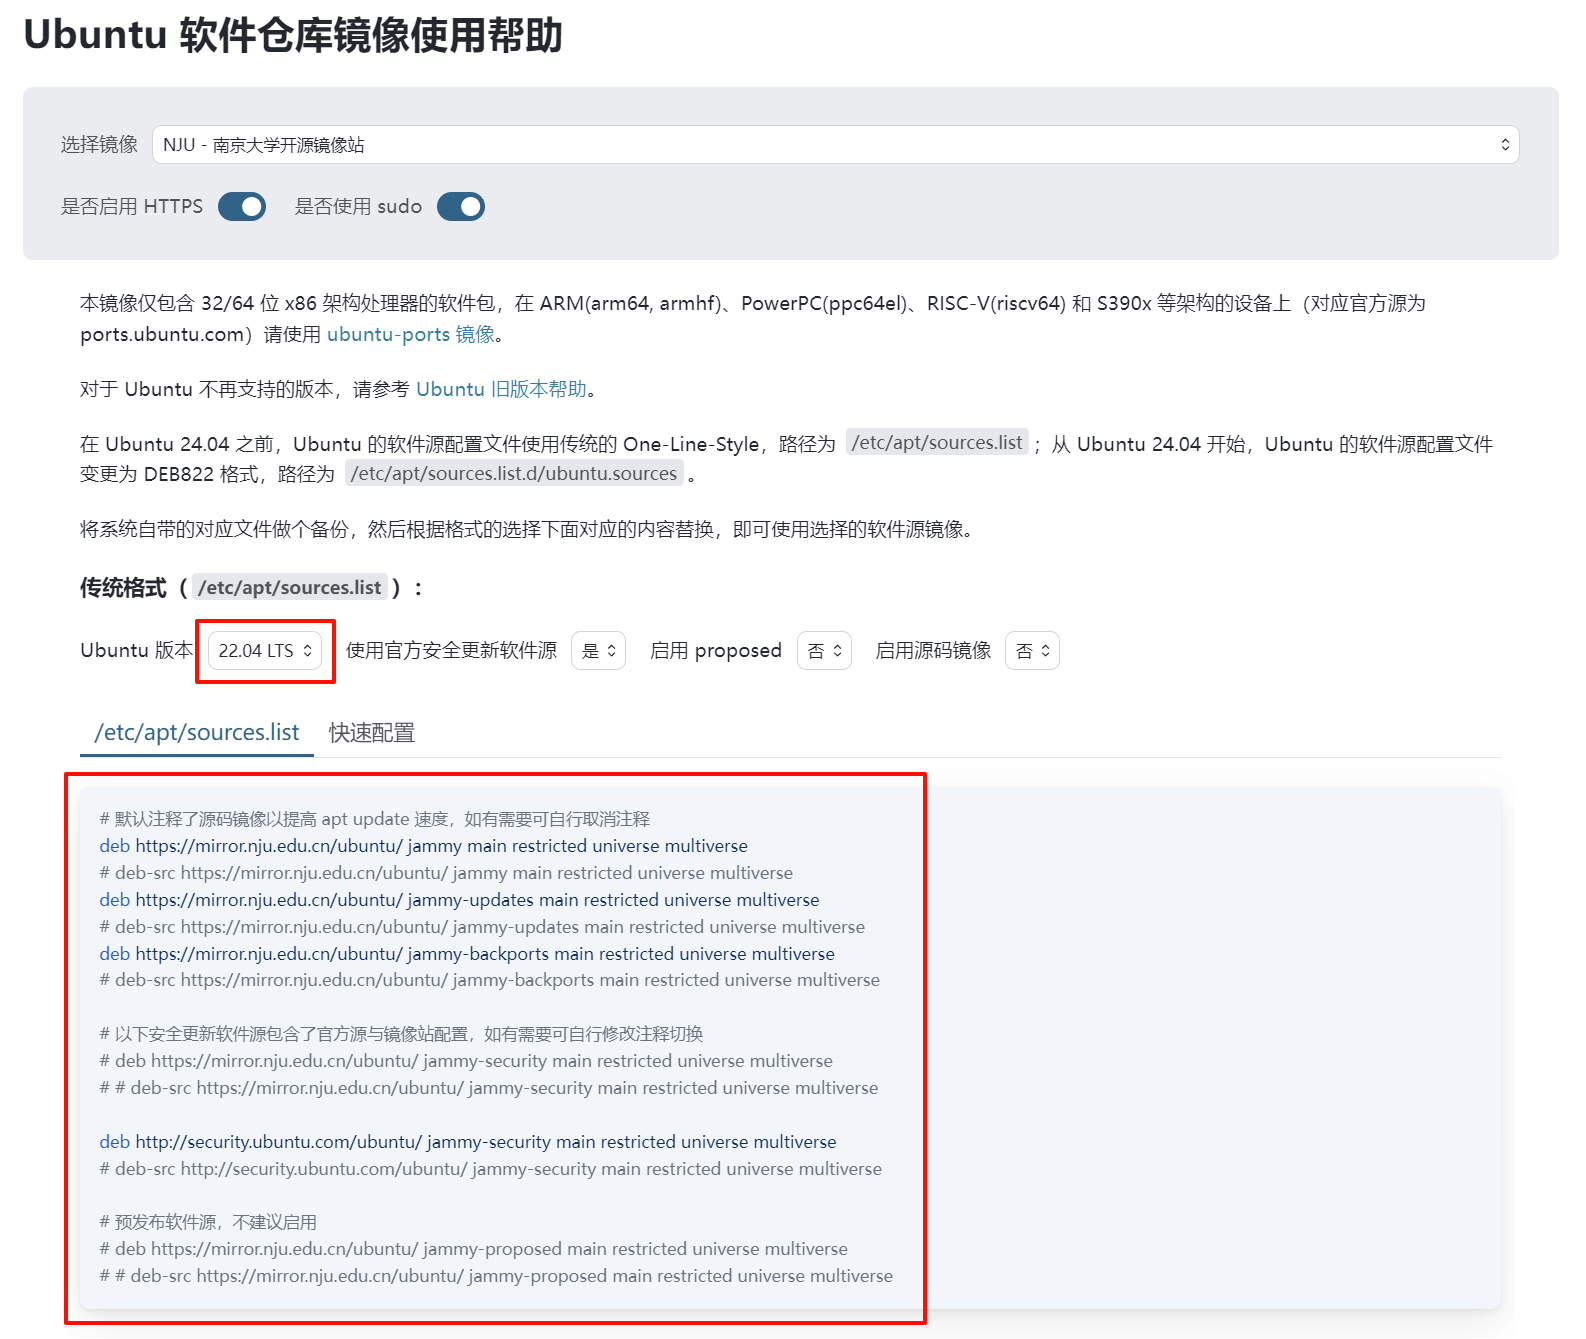 Ubuntu 软件仓库镜像使用帮助
选择镜像 NJU - 南京大学开源镜像站
是否启用 HTTPS 是否使用 sudo
本镜像仅包含 32/64 位 x86 架构处理器的软件包，在 ARM(arm64, armhf)、PowerPC(ppc64el)、RISC-V(riscv64) 和 S390x 等架构的设备上（对应官方源为
ports.ubuntu.com）请使用 ubuntu-ports 镜像。
对于 Ubuntu 不再支持的版本，请参考 Ubuntu 旧版本帮助。
在 Ubuntu 24.04 之前，Ubuntu 的软件源配置文件使用传统的 One-Line-Style，路径为 /etc/apt/sources.list ；从 Ubuntu 24.04 开始，Ubuntu 的软件源配置文件
变更为 DEB822 格式，路径为 /etc/apt/sources.list.d/ubuntu.sources 。
将系统自带的对应文件做个备份，然后根据格式的选择下面对应的内容替换，即可使用选择的软件源镜像。
传统格式（ /etc/apt/sources.list ）：
Ubuntu 版本 22.04 LTS 使用官方安全更新软件源 是 启用 proposed 否 启用源码镜像 否
/etc/apt/sources.list 快速配置
# 默认注释了源码镜像以提高 apt update 速度，如有需要可自行取消注释
deb https://mirror.nju.edu.cn/ubuntu/ jammy main restricted universe multiverse
# deb-src https://mirror.nju.edu.cn/ubuntu/ jammy main restricted universe multiverse
deb https://mirror.nju.edu.cn/ubuntu/ jammy-updates main restricted universe multiverse
# deb-src https://mirror.nju.edu.cn/ubuntu/ jammy-updates main restricted universe multiverse
deb https://mirror.nju.edu.cn/ubuntu/ jammy-backports main restricted universe multiverse
# deb-src https://mirror.nju.edu.cn/ubuntu/ jammy-backports main restricted universe multiverse
# 以下安全更新软件源包含了官方源与镜像站配置，如有需要可自行修改注释切换
# deb https://mirror.nju.edu.cn/ubuntu/ jammy-security main restricted universe multiverse
# # deb-src https://mirror.nju.edu.cn/ubuntu/ jammy-security main restricted universe multiverse
deb http://security.ubuntu.com/ubuntu/ jammy-security main restricted universe multiverse
# deb-src http://security.ubuntu.com/ubuntu/ jammy-security main restricted universe multiverse
# 预发布软件源，不建议启用
# deb https://mirror.nju.edu.cn/ubuntu/ jammy-proposed main restricted universe multiverse
# # deb-src https://mirror.nju.edu.cn/ubuntu/ jammy-proposed main restricted universe multiverse